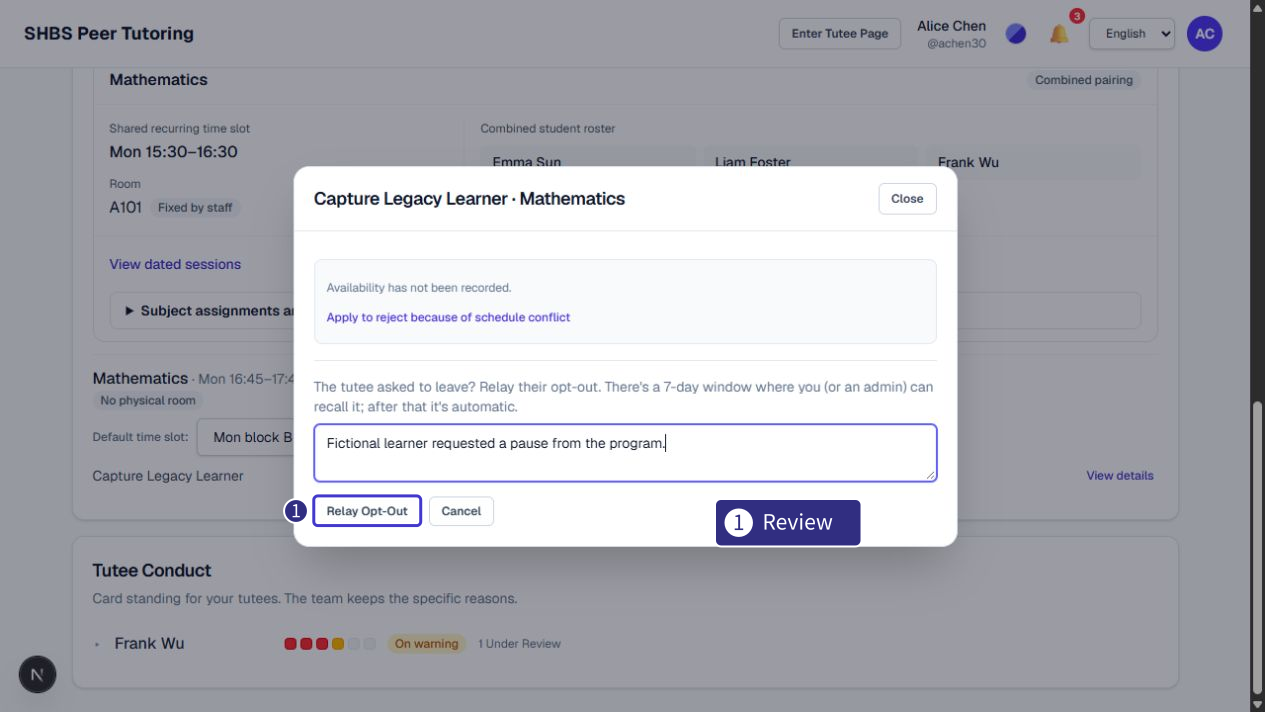 SHBS Peer Tutoring
Enter Tutee Page
Alice Chen
@achen30
3
English
AC
Mathematics
Combined pairing
Shared recurring time slot
Mon 15:30–16:30
Room
A101
Fixed by staff
Combined student roster
Emma Sun
Liam Foster
Frank Wu
View dated sessions
Subject assignments
Capture Legacy Learner · Mathematics
Close
Availability has not been recorded.
Apply to reject because of schedule conflict
The tutee asked to leave? Relay their opt-out. There's a 7-day window where you (or an admin) can
recall it; after that it's automatic.
Fictional learner requested a pause from the program.
1
Relay Opt-Out
Cancel
1 Review
Mathematics · Mon 16:45–17:4
No physical room
Default time slot:
Mon block B
Capture Legacy Learner
View details
Tutee Conduct
Card standing for your tutees. The team keeps the specific reasons.
Frank Wu
On warning
1 Under Review
N